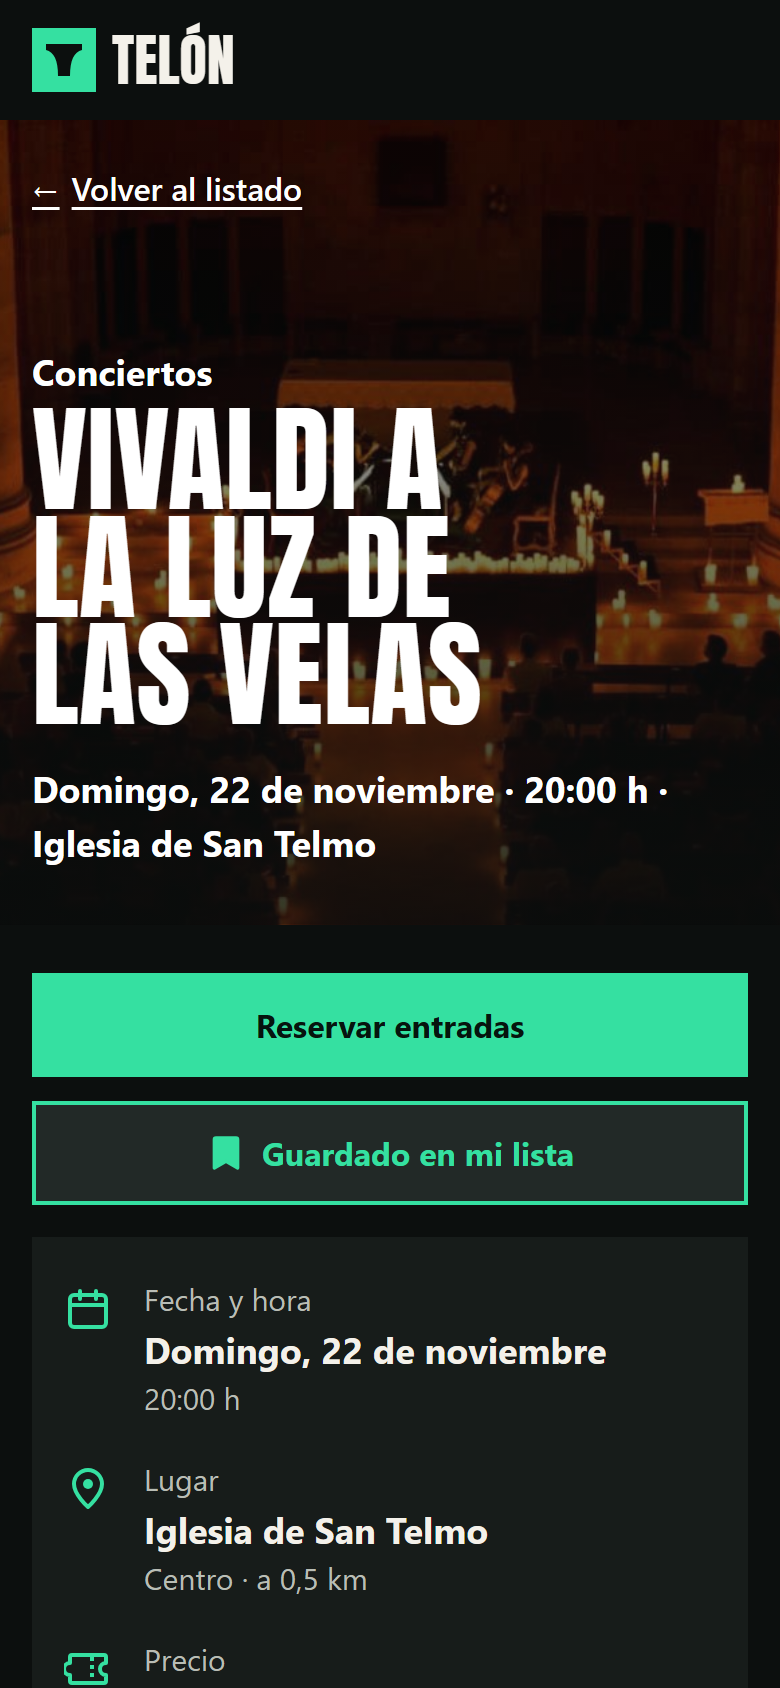 TELÓN
← Volver al listado
Conciertos
VIVALDI A
LA LUZ DE
LAS VELAS
Domingo, 22 de noviembre · 20:00 h ·
Iglesia de San Telmo
Reservar entradas
Guardado en mi lista
Fecha y hora
Domingo, 22 de noviembre
20:00 h
Lugar
Iglesia de San Telmo
Centro · a 0,5 km
Precio